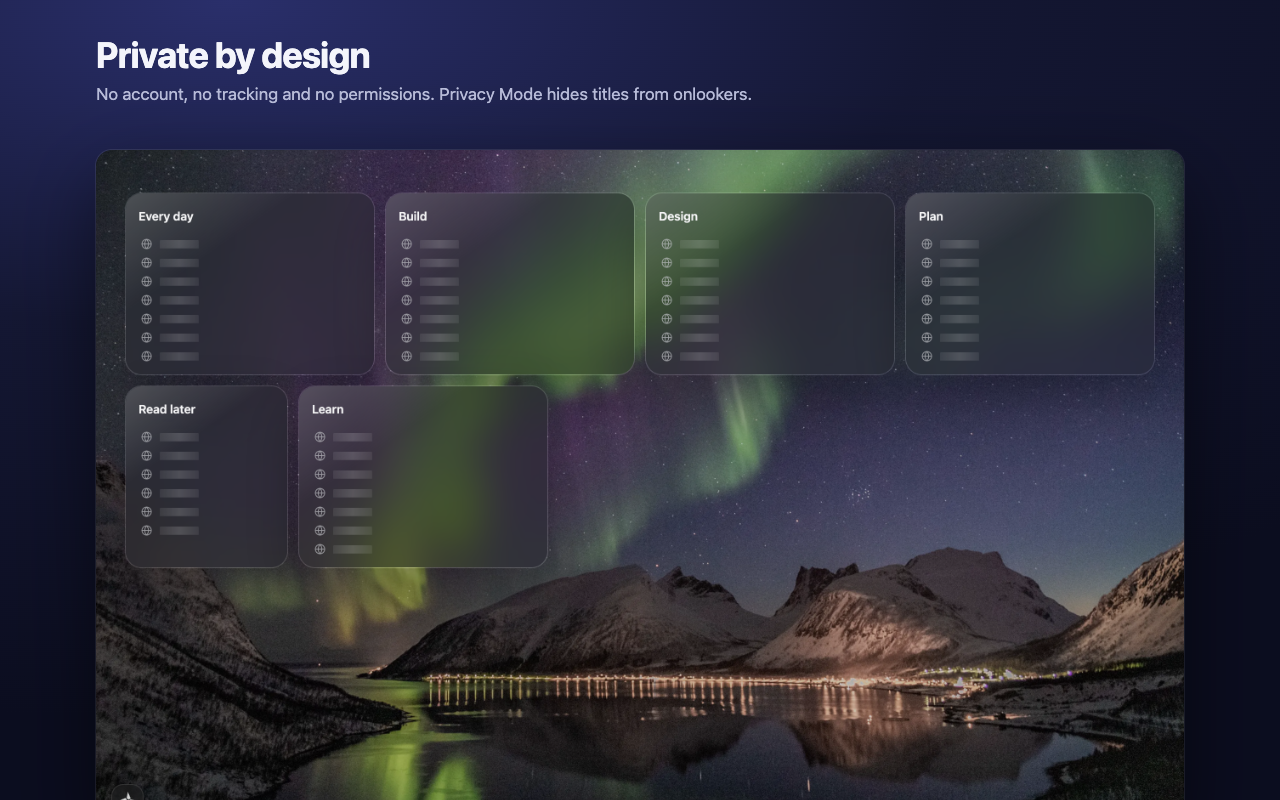 Private by design
No account, no tracking and no permissions. Privacy Mode hides titles from onlookers.
Every day
Build
Design
Plan
Read later
Learn